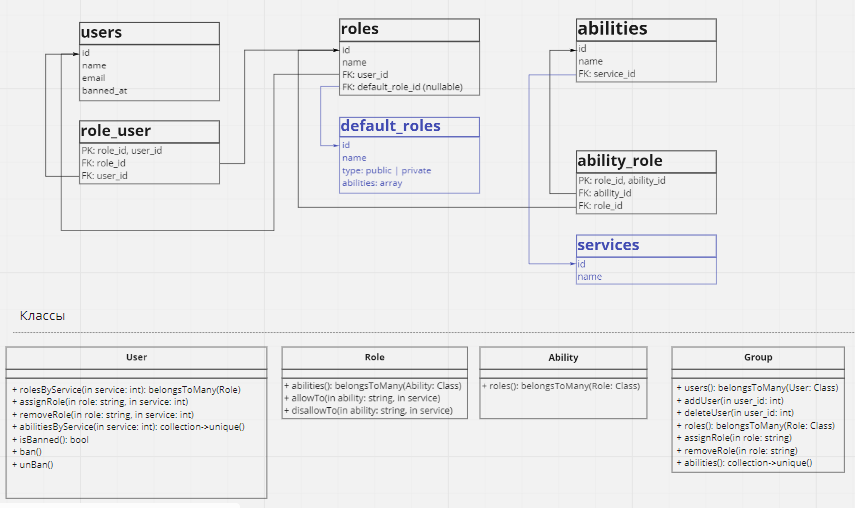 users
id
name
email
banned_at
role_user
PK: role_id, user_id
FK: role_id
FK: user_id
roles
id
name
FK: user_id
FK: default_role_id (nullable)
default_roles
id
name
type: public | private
abilities: array
abilities
id
name
FK: service_id
ability_role
PK: role_id, ability_id
FK: ability_id
FK: role_id
services
id
name
Классы
User
+ rolesByService(in service: int): belongsToMany(Role)
+ assignRole(in role: string, in service: int)
+ removeRole(in role: string, in service: int)
+ abilitiesByService(in service: int): collection->unique()
+ isBanned(): bool
+ ban()
+ unBan()
Role
+ abilities(): belongsToMany(Ability: Class)
+ allowTo(in ability: string, in service)
+ disallowTo(in ability: string, in service)
Ability
+ roles(): belongsToMany(Role: Class)
Group
+ users(): belongsToMany(User: Class)
+ addUser(in user_id: int)
+ deleteUser(in user_id: int)
+ roles(): belongsToMany(Role: Class)
+ assignRole(in role: string)
+ removeRole(in role: string)
+ abilities(): collection->unique()